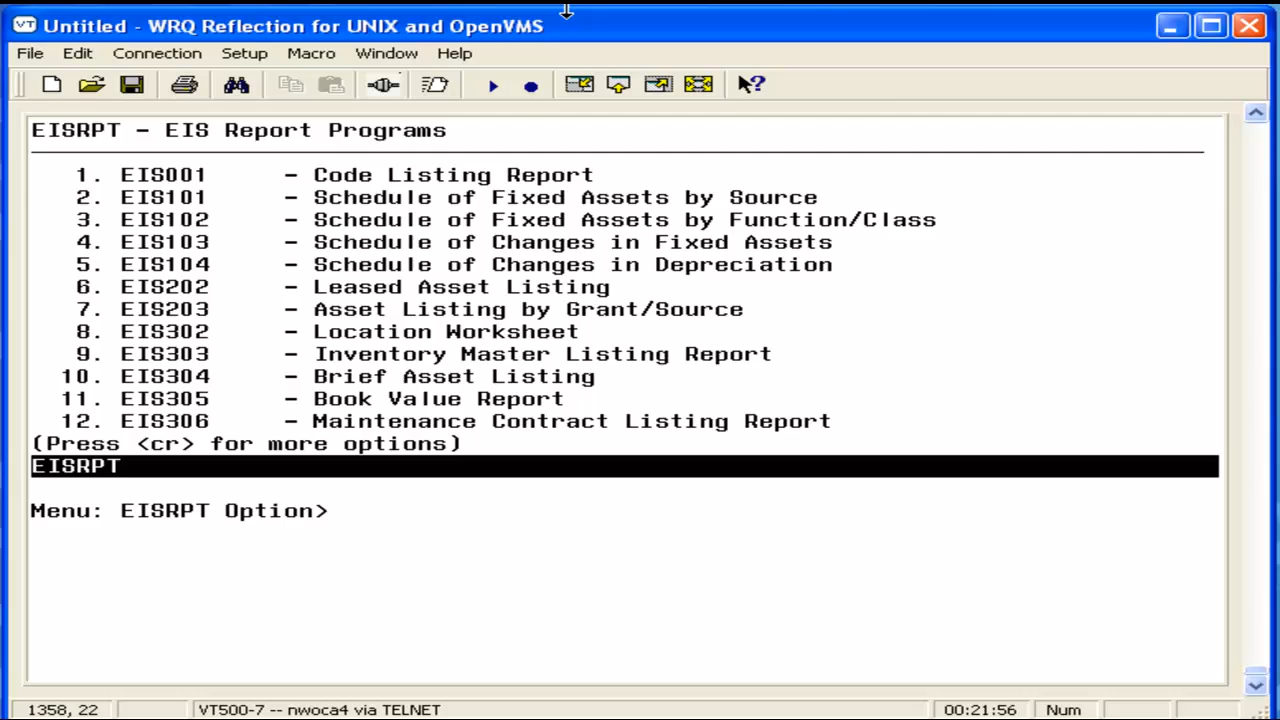 VT Untitled - WRQ Reflection for UNIX and OpenVMS
File Edit Connection Setup Macro Window Help
EISRPT - EIS Report Programs
1. EIS001 - Code Listing Report
2. EIS101 - Schedule of Fixed Assets by Source
3. EIS102 - Schedule of Fixed Assets by Function/Class
4. EIS103 - Schedule of Changes in Fixed Assets
5. EIS104 - Schedule of Changes in Depreciation
6. EIS202 - Leased Asset Listing
7. EIS203 - Asset Listing by Grant/Source
8. EIS302 - Location Worksheet
9. EIS303 - Inventory Master Listing Report
10. EIS304 - Brief Asset Listing
11. EIS305 - Book Value Report
12. EIS306 - Maintenance Contract Listing Report
(Press <cr> for more options)
EISRPT
Menu: EISRPT Option>
1358, 22 VT500-7 -- nwoca4 via TELNET 00:21:56 Num